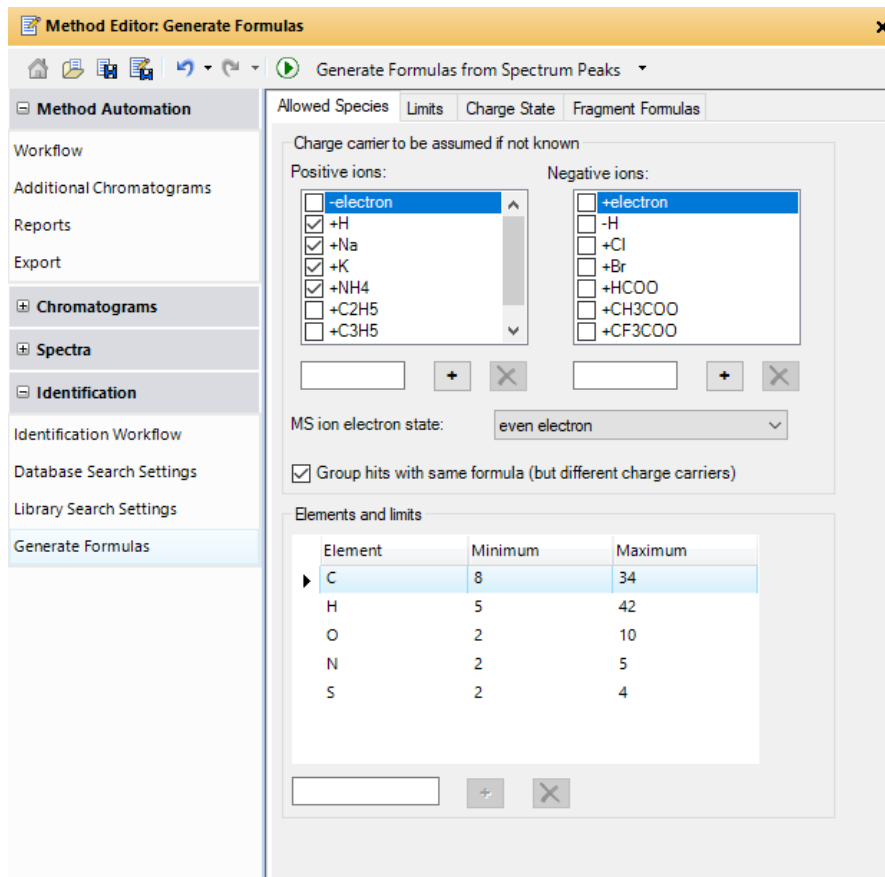 Method Editor: Generate Formulas
Generate Formulas from Spectrum Peaks
Method Automation
Workflow
Additional Chromatograms
Reports
Export
Chromatograms
Spectra
Identification
Identification Workflow
Database Search Settings
Library Search Settings
Generate Formulas
Allowed Species Limits Charge State Fragment Formulas
Charge carrier to be assumed if not known
Positive ions: Negative ions:
-electron +electron
+H -H
+Na +Cl
+K +Br
+NH4 +HCOO
+C2H5 +CH3COO
+C3H5 +CF3COO
MS ion electron state: even electron
Group hits with same formula (but different charge carriers)
Elements and limits
Element Minimum Maximum
C 8 34
H 5 42
O 2 10
N 2 5
S 2 4